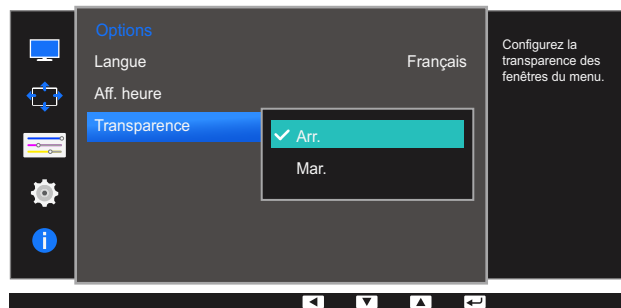 Options
Langue Français
Aff. heure
Transparence
Arr.
Mar.
Configurez la
transparence des
fenêtres du menu.